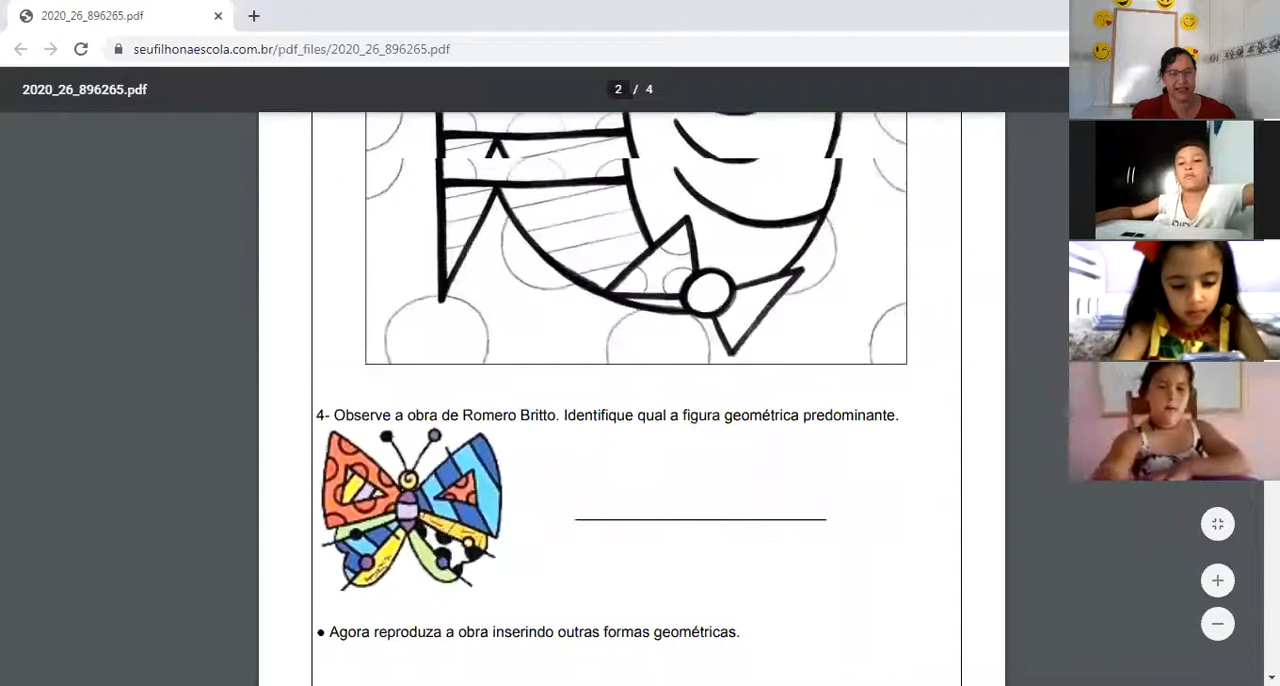 2020_26_896265.pdf
seufilhonaescola.com.br/pdf_files/2020_26_896265.pdf
2020_26_896265.pdf
2 / 4
4- Observe a obra de Romero Britto. Identifique qual a figura geométrica predominante.
● Agora reproduza a obra inserindo outras formas geométricas.